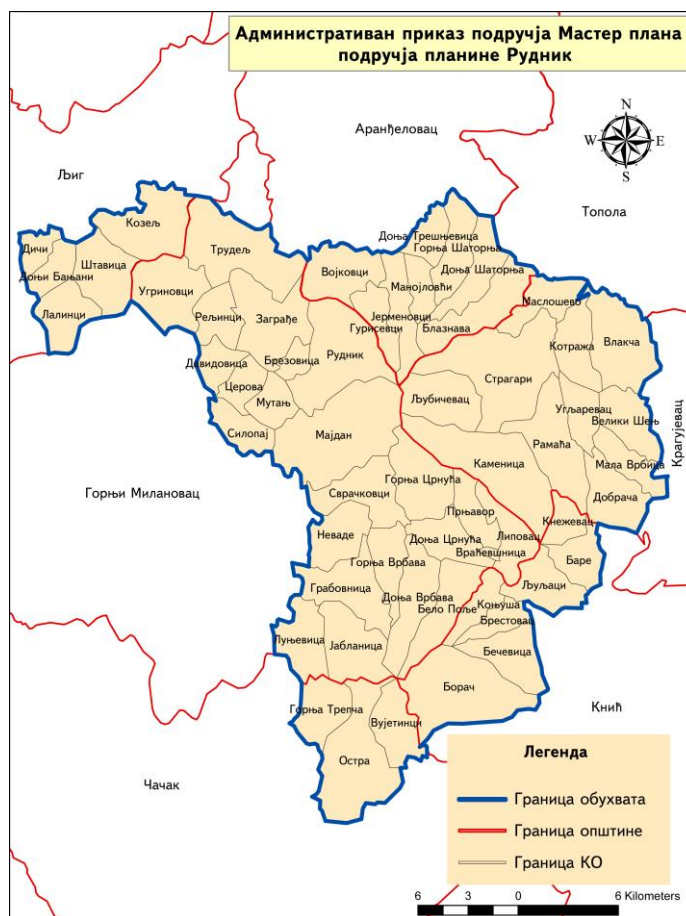 Административан приказ подручја Мастер плана
подручја планине Рудник
N
W
E
S
Аранђеловац
Љиг
Топола
Козељ
Трудељ
Доња Трешњевица
Горња Шаторња
Дичи
Штавица
Војковци
Доња Шаторња
Доњи Бањани
Манојловћи
Угриновци
Маслошево
Лалинци
Рељинци
Заграђе
Јерменовци
Гурисевци
Блазнава
Котража
Влакча
Давидовица
Брезовица
Рудник
Страгари
Церова
Мутањ
Љубичевац
Угљаревац
Велики Шењ
Крагујевац
Силопај
Мајдан
Рамаћа
Каменица
Мала Врбица
Горња Црнућа
Горњи Милановац
Сврачковци
Добрача
Прњавор
Кнежевац
Неваде
Доња Црнућа
Липовац
Враћевшница
Горња Врбава
Баре
Грабовница
Љуљаци
Доња Врбава
Бело Поље
Коњуша
Брестовац
Луњевица
Јабланица
Бечевица
Борач
Горња Трепча
Вујетинци
Кнић
Остра
Чачак
Легенда
Граница обухвата
Граница општине
Граница КО
6 3 0 6 Kilometers